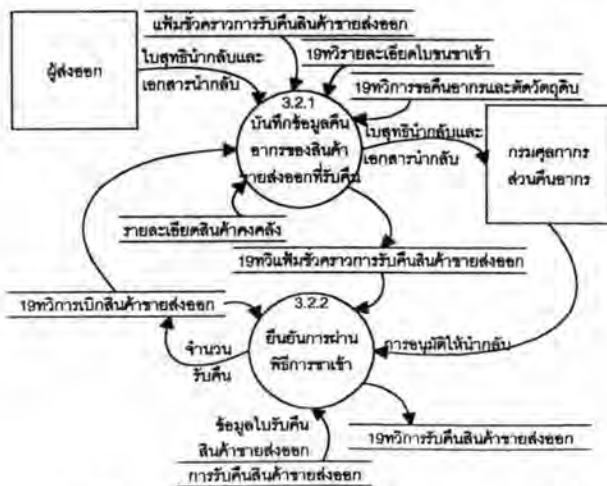 แฟ้มชั่วคราวการรับคืนสินค้าขายส่งออก
ผู้ส่งออก
ใบสุทธินำกลับและ
เอกสารนำกลับ
19ทวิรายละเอียดใบขนขาเข้า
19ทวิการขอคืนอากรและตัดวัตถุดิบ
3.2.1
บันทึกข้อมูลคืน
อากรของสินค้า
ขายส่งออกที่รับคืน
ใบสุทธินำกลับและ
เอกสารนำกลับ
กรมศุลกากร
ส่วนคืนอากร
รายละเอียดสินค้าคงคลัง
19ทวิแฟ้มชั่วคราวการรับคืนสินค้าขายส่งออก
19ทวิการเบิกสินค้าขายส่งออก
3.2.2
ยืนยันการผ่าน
พิธีการขาเข้า
จำนวน
รับคืน
การอนุมัติให้นำกลับ
ข้อมูลใบรับคืน
สินค้าขายส่งออก
19ทวิการรับคืนสินค้าขายส่งออก
การรับคืนสินค้าขายส่งออก